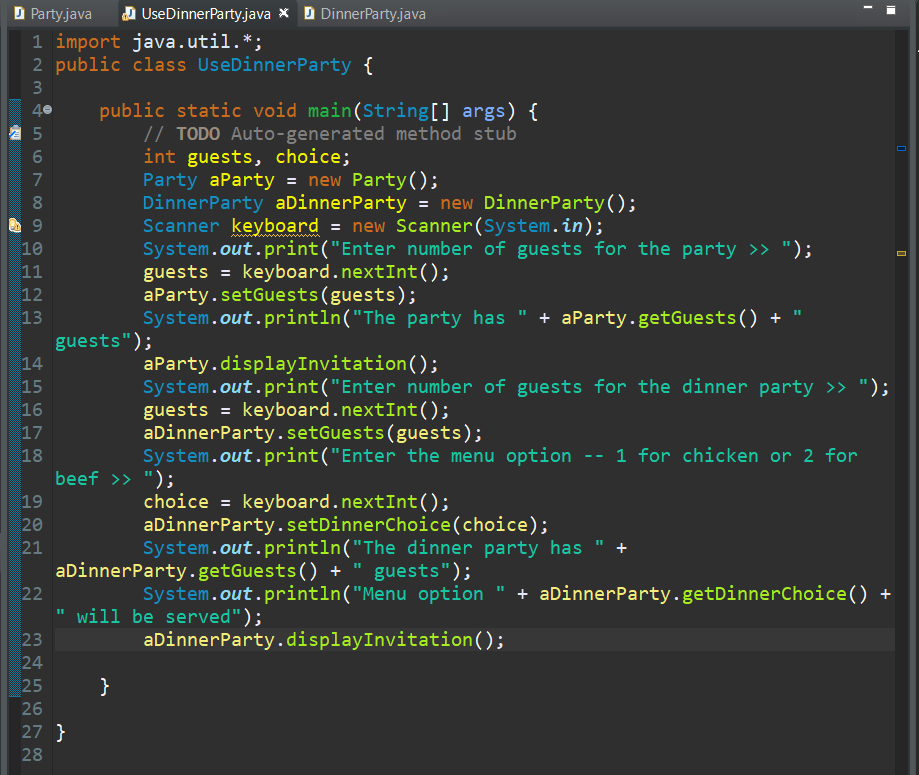 Party.java UseDinnerParty.java DinnerParty.java
1 import java.util.*;
2 public class UseDinnerParty {
3
4 public static void main(String[] args) {
5 // TODO Auto-generated method stub
6 int guests, choice;
7 Party aParty = new Party();
8 DinnerParty aDinnerParty = new DinnerParty();
9 Scanner keyboard = new Scanner(System.in);
10 System.out.print("Enter number of guests for the party >> ");
11 guests = keyboard.nextInt();
12 aParty.setGuests(guests);
13 System.out.println("The party has " + aParty.getGuests() + "
guests");
14 aParty.displayInvitation();
15 System.out.print("Enter number of guests for the dinner party >> ");
16 guests = keyboard.nextInt();
17 aDinnerParty.setGuests(guests);
18 System.out.print("Enter the menu option -- 1 for chicken or 2 for
beef >> ");
19 choice = keyboard.nextInt();
20 aDinnerParty.setDinnerChoice(choice);
21 System.out.println("The dinner party has " +
aDinnerParty.getGuests() + " guests");
22 System.out.println("Menu option " + aDinnerParty.getDinnerChoice() +
" will be served");
23 aDinnerParty.displayInvitation();
24
25 }
26
27 }
28